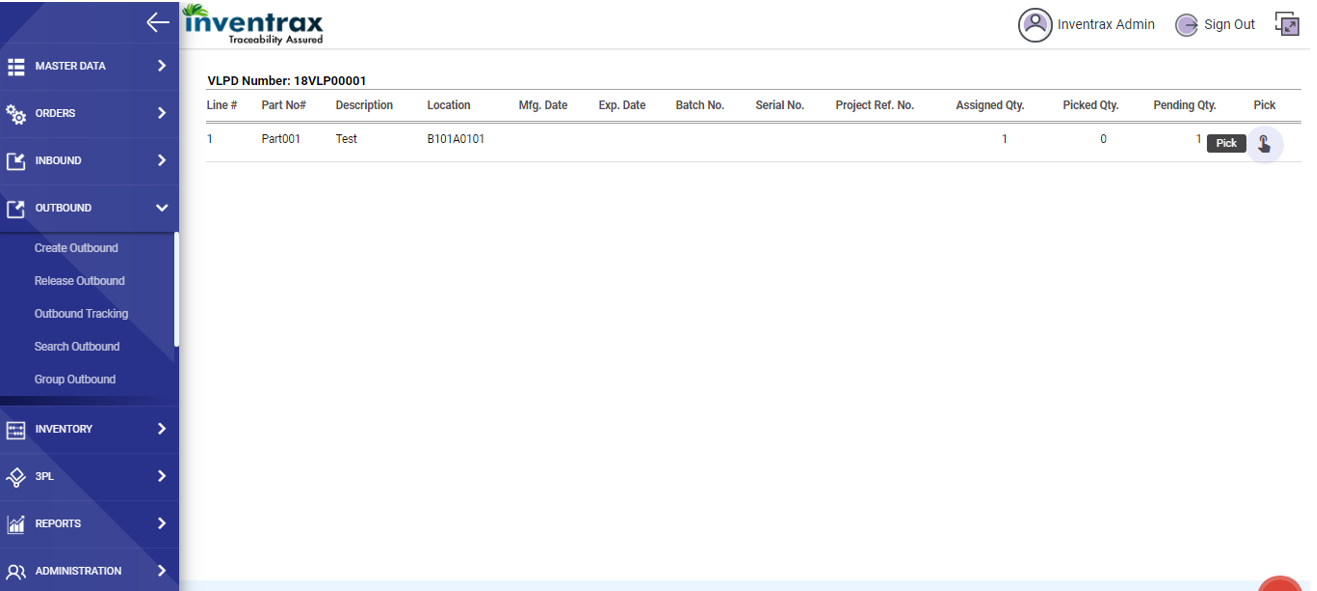 inventrax
Traceability Assured
Inventrax Admin
Sign Out
MASTER DATA
ORDERS
INBOUND
OUTBOUND
Create Outbound
Release Outbound
Outbound Tracking
Search Outbound
Group Outbound
INVENTORY
3PL
REPORTS
ADMINISTRATION
VLPD Number: 18VLP00001
Line # Part No# Description Location Mfg. Date Exp. Date Batch No. Serial No. Project Ref. No. Assigned Qty. Picked Qty. Pending Qty. Pick
1 Part001 Test B101A0101 1 0 1 Pick